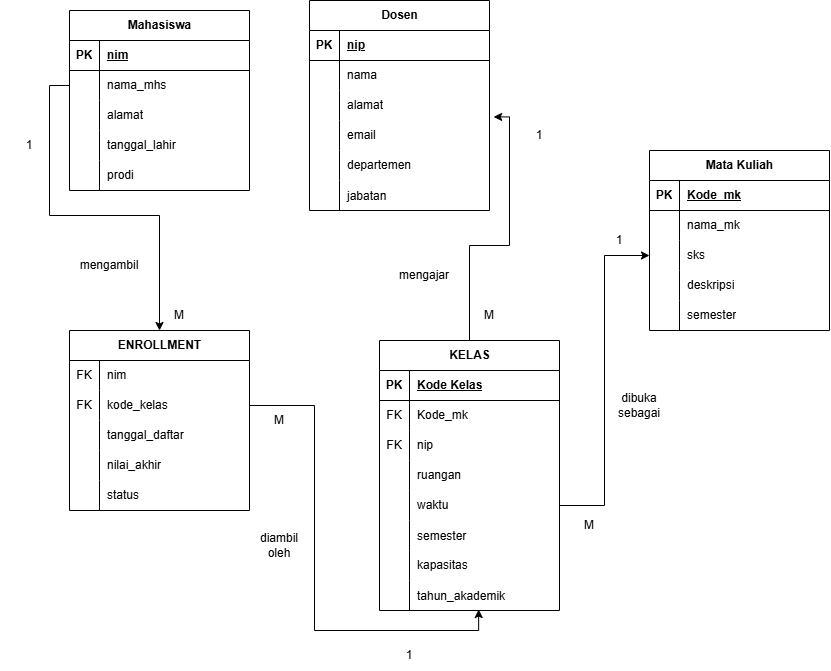 Mahasiswa
PK nim
nama_mhs
alamat
tanggal_lahir
prodi
Dosen
PK nip
nama
alamat
email
departemen
jabatan
Mata Kuliah
PK Kode_mk
nama_mk
sks
deskripsi
semester
1
mengambil
M
1
mengajar
M
1
dibuka
sebagai
M
ENROLLMENT
FK nim
FK kode_kelas
tanggal_daftar
nilai_akhir
status
M
diambil
oleh
1
KELAS
PK Kode Kelas
FK Kode_mk
FK nip
ruangan
waktu
semester
kapasitas
tahun_akademik